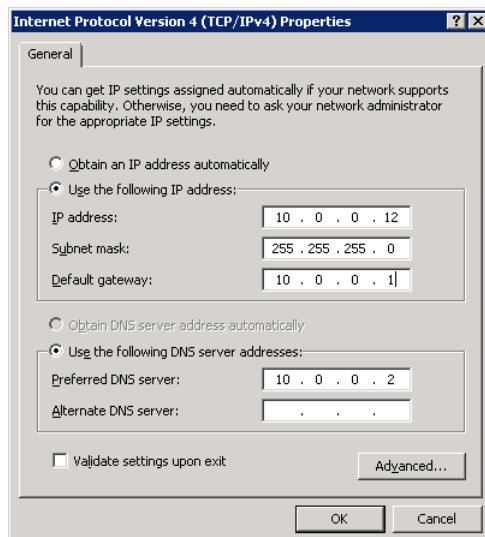 Internet Protocol Version 4 (TCP/IPv4) Properties
General
You can get IP settings assigned automatically if your network supports
this capability. Otherwise, you need to ask your network administrator
for the appropriate IP settings.
Obtain an IP address automatically
Use the following IP address:
IP address: 10 . 0 . 0 . 12
Subnet mask: 255 . 255 . 255 . 0
Default gateway: 10 . 0 . 0 . 1
Obtain DNS server address automatically
Use the following DNS server addresses:
Preferred DNS server: 10 . 0 . 0 . 2
Alternate DNS server: . . .
Validate settings upon exit
Advanced...
OK Cancel